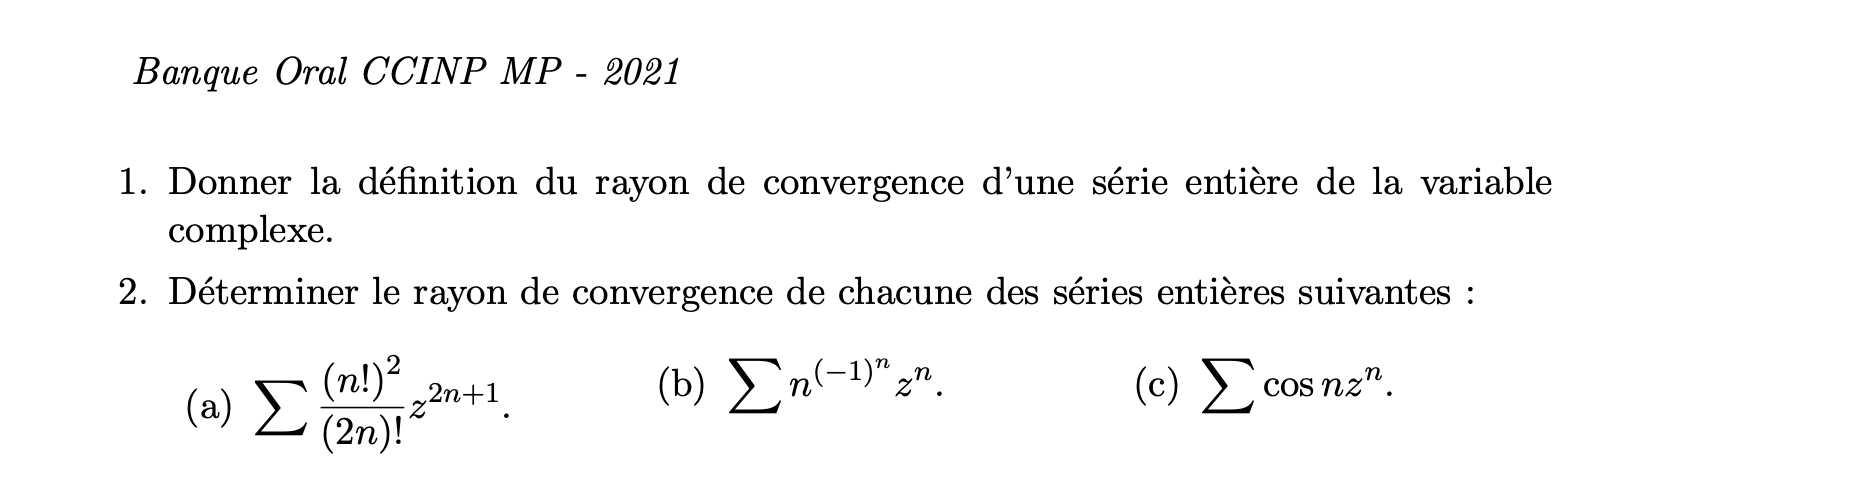 Banque Oral CCINP MP - 2021
1. Donner la définition du rayon de convergence d'une série entière de la variable
complexe.
2. Déterminer le rayon de convergence de chacune des séries entières suivantes :
(a) $\sum \frac{(n!)^2}{(2n)!} z^{2n+1}$. (b) $\sum n^{(-1)^n} z^n$. (c) $\sum \cos n z^n$.